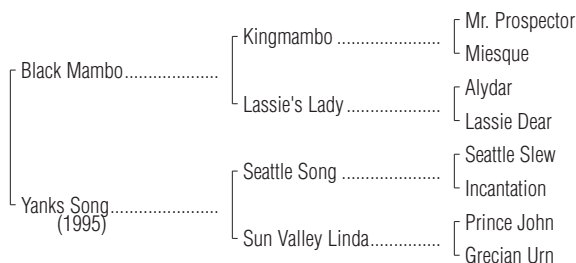 Mr. Prospector
Kingmambo ........................
Miesque
Black Mambo......................
Alydar
Lassie's Lady ......................
Lassie Dear
Seattle Slew
Seattle Song .......................
Incantation
Yanks Song.........................
(1995)
Prince John
Sun Valley Linda................
Grecian Urn